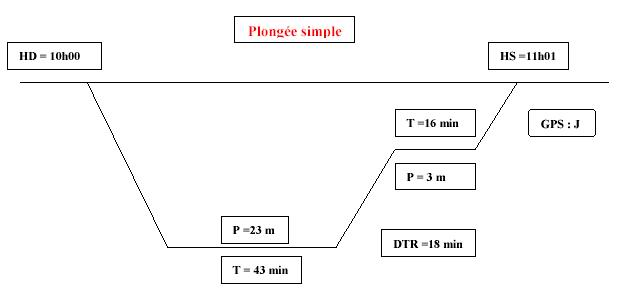 Plongée simple
HD = 10h00
HS =11h01
T =16 min
GPS : J
P = 3 m
P =23 m
DTR =18 min
T = 43 min